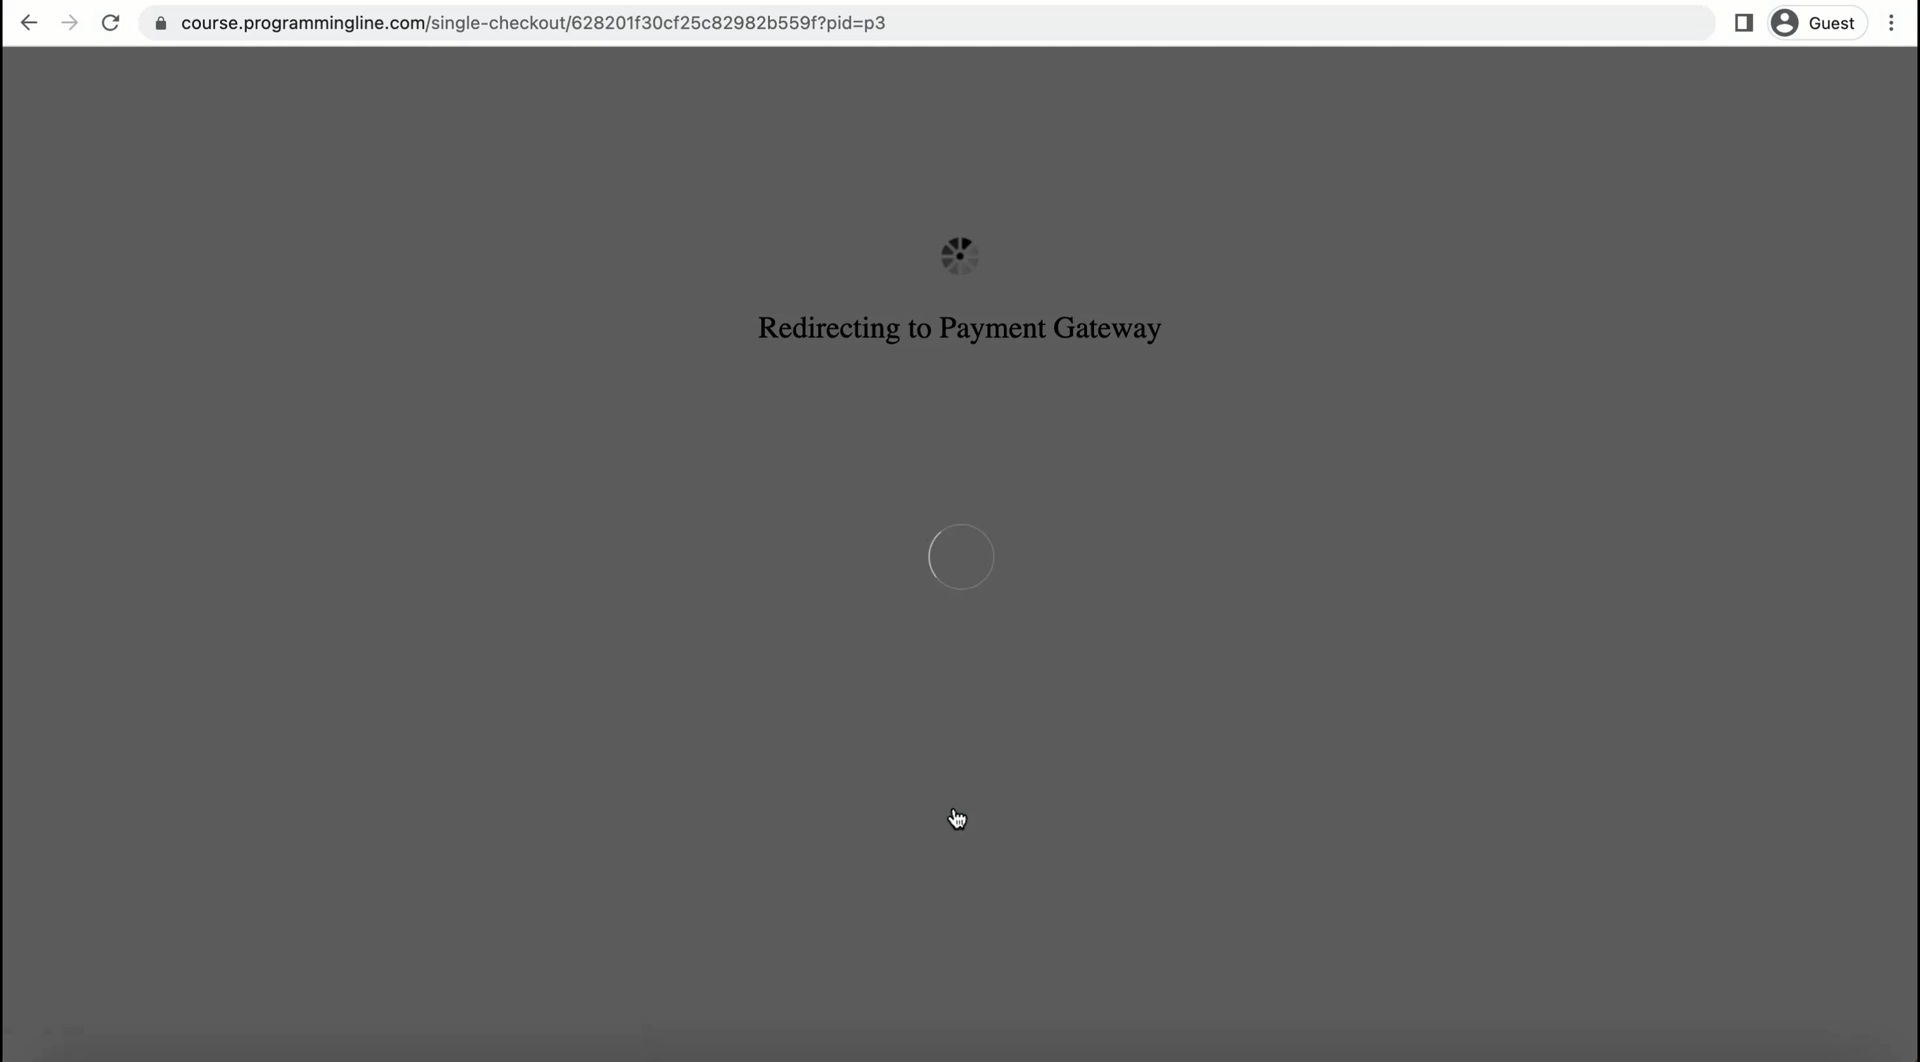 course.programmingline.com/single-checkout/628201f30cf25c82982b559f?pid=p3
Guest
Redirecting to Payment Gateway